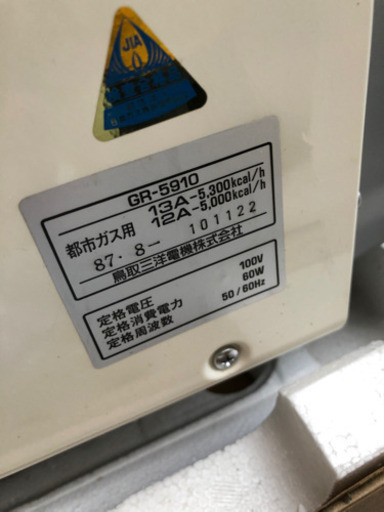 JIA
GR-5910
都市ガス用 13A-5,300kcal/h
12A-5,000kcal/h
87.8- 101122
鳥取三洋電機株式会社
定格電圧 100V
定格消費電力 60W
定格周波数 50/60Hz